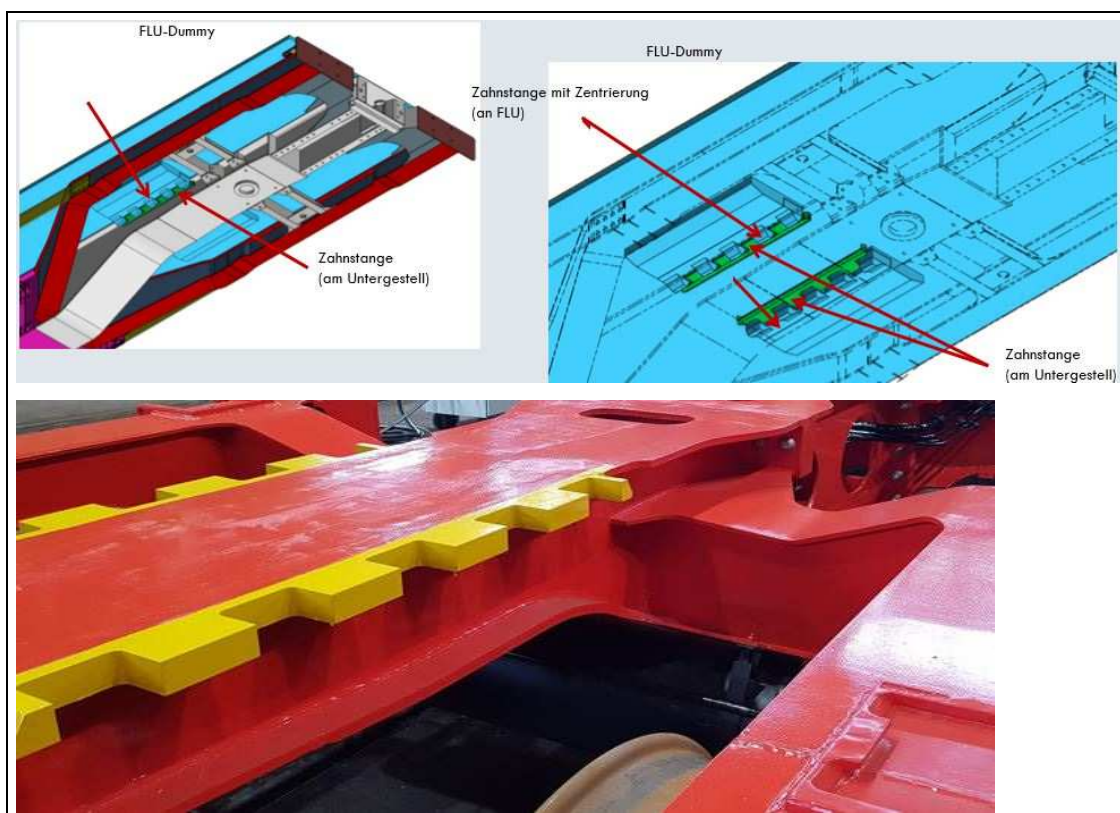 FLU-Dummy
Zahnstange
(am Untergestell)
FLU-Dummy
Zahnstange mit Zentrierung
(an FLU)
Zahnstange
(am Untergestell)